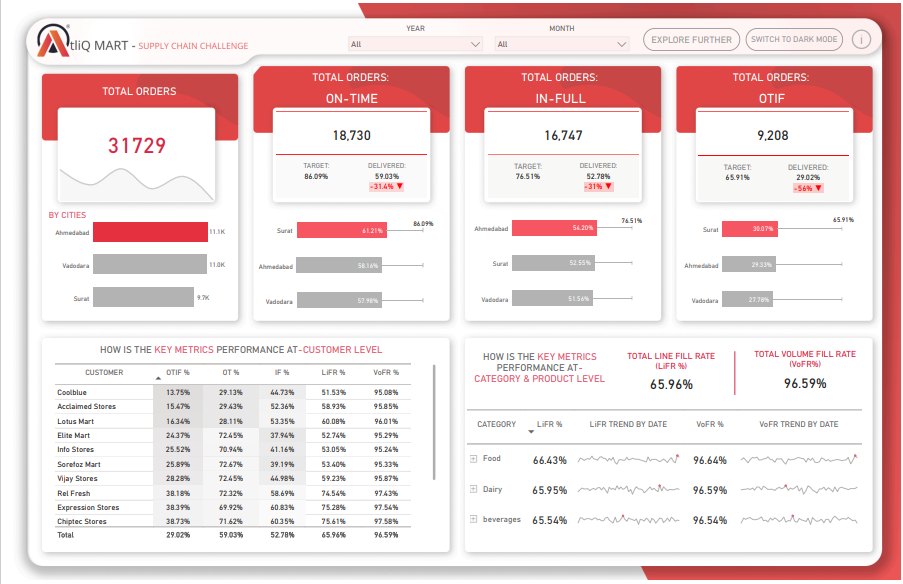 tliQ MART - SUPPLY CHAIN CHALLENGE
YEAR
All
MONTH
All
EXPLORE FURTHER
SWITCH TO DARK MODE
i
TOTAL ORDERS
31729
BY CITIES
Ahmedabad 11.1K
Vadodara 11.0K
Surat 9.7K
TOTAL ORDERS:
ON-TIME
18,730
TARGET: DELIVERED:
86.09% 59.03%
-31.4% ▼
86.09%
Surat 61.21%
Ahmedabad 58.16%
Vadodara 57.98%
TOTAL ORDERS:
IN-FULL
16,747
TARGET: DELIVERED:
76.51% 52.78%
-31% ▼
76.51%
Ahmedabad 54.20%
Surat 52.55%
Vadodara 51.56%
TOTAL ORDERS:
OTIF
9,208
TARGET: DELIVERED:
65.91% 29.02%
-56% ▼
65.91%
Surat 30.07%
Ahmedabad 29.33%
Vadodara 27.78%
HOW IS THE KEY METRICS PERFORMANCE AT-CUSTOMER LEVEL
CUSTOMER OTIF % OT % IF % LiFR % VoFR %
Coolblue 13.75% 29.13% 44.73% 51.53% 95.08%
Acclaimed Stores 15.47% 29.43% 52.36% 58.93% 95.85%
Lotus Mart 16.34% 28.11% 53.35% 60.08% 96.01%
Elite Mart 24.37% 72.45% 37.94% 52.74% 95.29%
Info Stores 25.52% 70.94% 41.16% 53.05% 95.24%
Sorefoz Mart 25.89% 72.67% 39.19% 53.40% 95.33%
Vijay Stores 28.28% 72.45% 44.98% 59.23% 95.87%
Rel Fresh 38.18% 72.32% 58.69% 74.54% 97.43%
Expression Stores 38.39% 69.92% 60.83% 75.28% 97.54%
Chiptec Stores 38.73% 71.62% 60.35% 75.61% 97.58%
Total 29.02% 59.03% 52.78% 65.96% 96.59%
HOW IS THE KEY METRICS
PERFORMANCE AT-
CATEGORY & PRODUCT LEVEL
TOTAL LINE FILL RATE
(LiFR %)
65.96%
TOTAL VOLUME FILL RATE
(VoFR%)
96.59%
CATEGORY LiFR % LiFR TREND BY DATE VoFR % VoFR TREND BY DATE
Food 66.43% 96.64%
Dairy 65.95% 96.59%
beverages 65.54% 96.54%